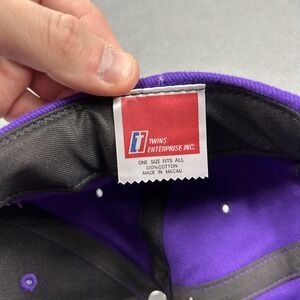 TWINS
ENTERPRISE INC.
ONE SIZE FITS ALL
100% COTTON
MADE IN MACAU